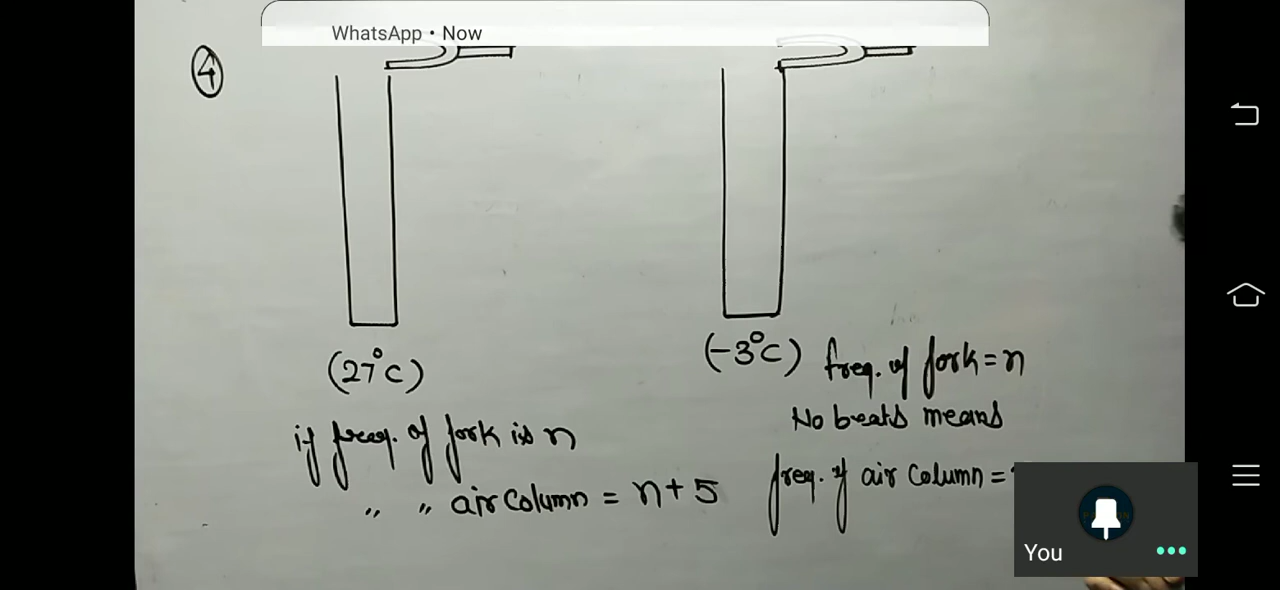 WhatsApp • Now
4
(27°C)
(-3°C) freq. of fork = n
No beats means
if freq. of fork is n
freq. of air column =
" " air column = n + 5
You